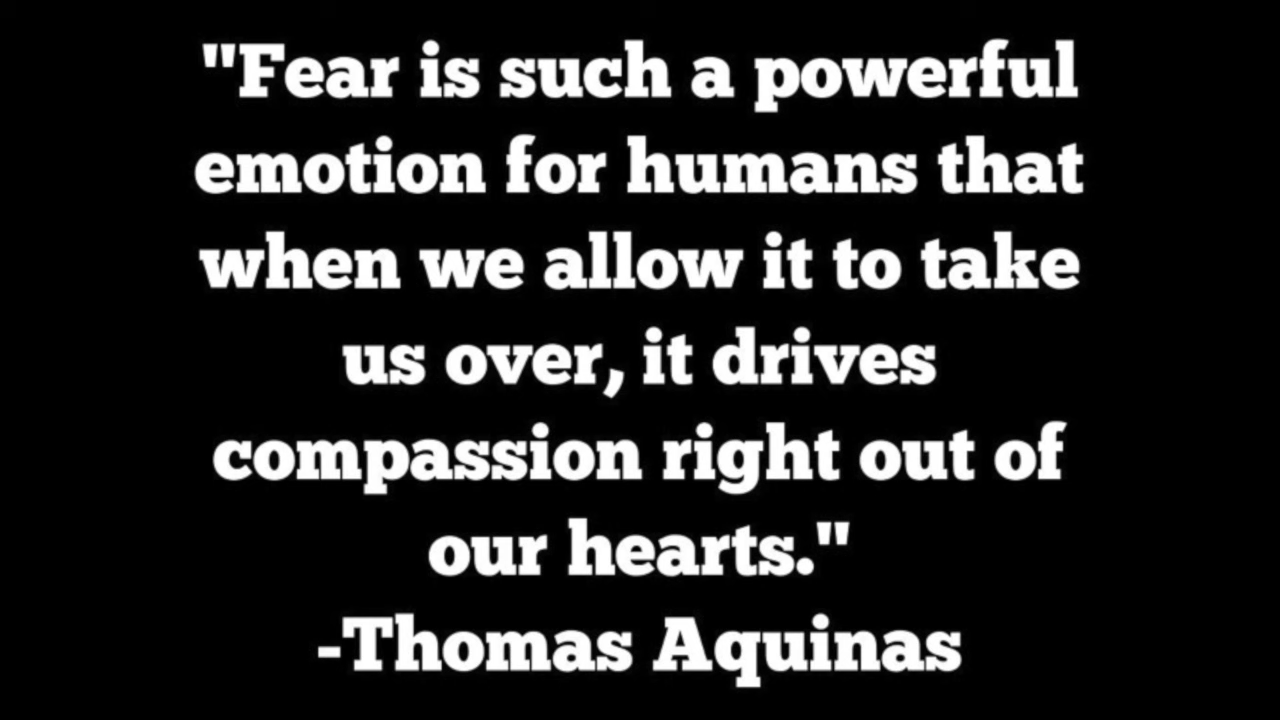 "Fear is such a powerful
emotion for humans that
when we allow it to take
us over, it drives
compassion right out of
our hearts."
-Thomas Aquinas